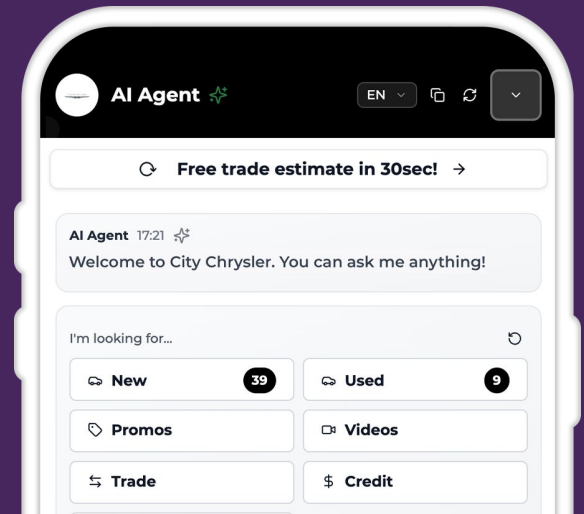 AI Agent
EN
Free trade estimate in 30sec!
AI Agent 17:21
Welcome to City Chrysler. You can ask me anything!
I'm looking for...
New 39
Used 9
Promos
Videos
Trade
$ Credit